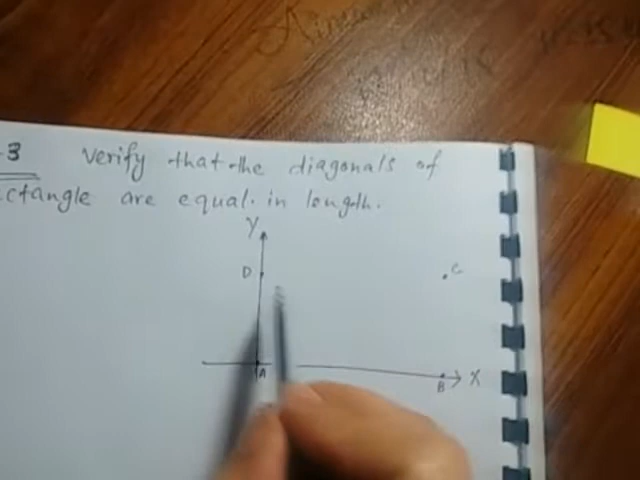 -3 Verify that the diagonals of
ctangle are equal in length.
Y
D
C
A
B
X